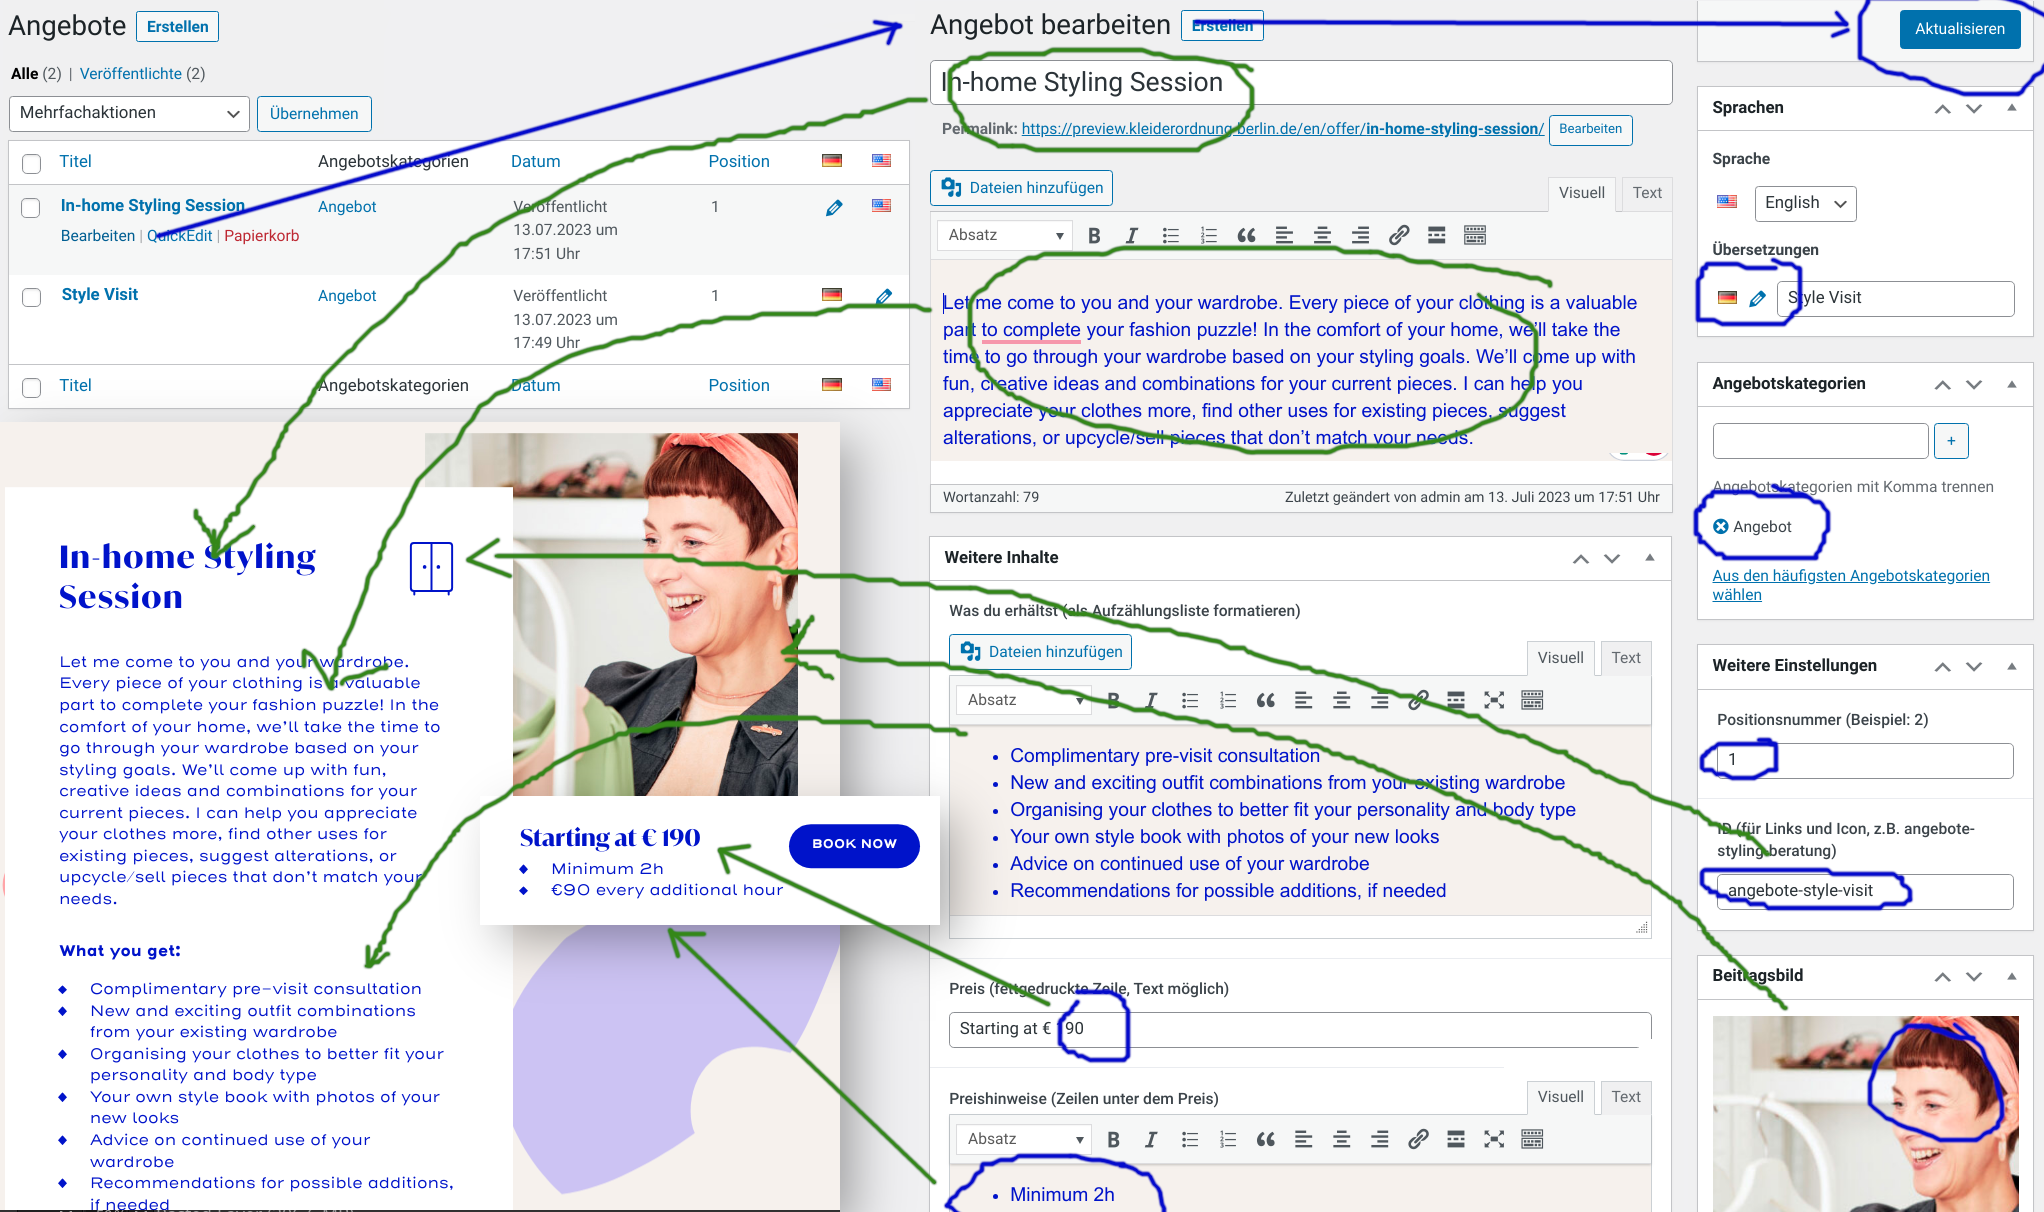 Angebote Erstellen
Alle (2) | Veröffentlichte (2)
Mehrfachaktionen Übernehmen
Titel Angebotskategorien Datum Position
In-home Styling Session Angebot Veröffentlicht 1
13.07.2023 um
17:51 Uhr
Bearbeiten | QuickEdit | Papierkorb
Style Visit Angebot Veröffentlicht 1
13.07.2023 um
17:49 Uhr
Titel Angebotskategorien Datum Position
In-home Styling
Session
Let me come to you and your wardrobe.
Every piece of your clothing is a valuable
part to complete your fashion puzzle! In the
comfort of your home, we’ll take the time to
go through your wardrobe based on your
styling goals. We’ll come up with fun,
creative ideas and combinations for your
current pieces. I can help you appreciate
your clothes more, find other uses for
existing pieces, suggest alterations, or
upcycle/sell pieces that don’t match your
needs.
What you get:
Complimentary pre-visit consultation
New and exciting outfit combinations
from your existing wardrobe
Organising your clothes to better fit your
personality and body type
Your own style book with photos of your
new looks
Advice on continued use of your
wardrobe
Recommendations for possible additions,
if needed
Starting at € 190
Minimum 2h
€90 every additional hour
BOOK NOW
Angebot bearbeiten Erstellen
In-home Styling Session
Permalink: https://preview.kleiderordnung.berlin.de/en/offer/in-home-styling-session/ Bearbeiten
Dateien hinzufügen Visuell Text
Absatz
Let me come to you and your wardrobe. Every piece of your clothing is a valuable
part to complete your fashion puzzle! In the comfort of your home, we’ll take the
time to go through your wardrobe based on your styling goals. We’ll come up with
fun, creative ideas and combinations for your current pieces. I can help you
appreciate your clothes more, find other uses for existing pieces, suggest
alterations, or upcycle/sell pieces that don’t match your needs.
Wortanzahl: 79 Zuletzt geändert von admin am 13. Juli 2023 um 17:51 Uhr
Weitere Inhalte
Was du erhältst (als Aufzählungsliste formatieren)
Dateien hinzufügen Visuell Text
Absatz
Complimentary pre-visit consultation
New and exciting outfit combinations from your existing wardrobe
Organising your clothes to better fit your personality and body type
Your own style book with photos of your new looks
Advice on continued use of your wardrobe
Recommendations for possible additions, if needed
Preis (fettgedruckte Zeile, Text möglich)
Starting at € 90
Preishinweise (Zeilen unter dem Preis) Visuell Text
Absatz
Minimum 2h
Aktualisieren
Sprachen
Sprache
English
Übersetzungen
Style Visit
Angebotskategorien
+
Angebotskategorien mit Komma trennen
Angebot
Aus den häufigsten Angebotskategorien
wählen
Weitere Einstellungen
Positionsnummer (Beispiel: 2)
1
ID (für Links und Icon, z.B. angebote-
styling-beratung)
angebote-style-visit
Beitragsbild